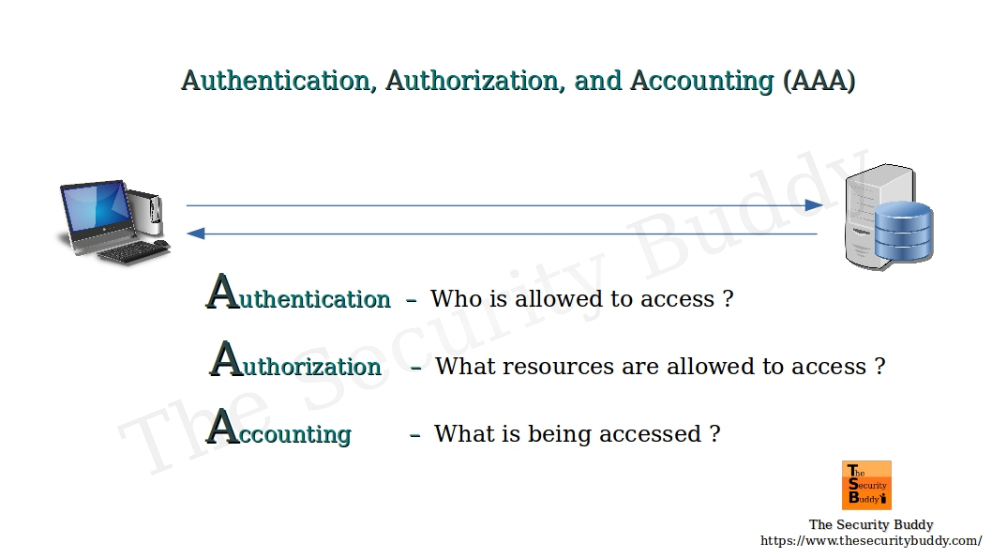 Authentication, Authorization, and Accounting (AAA)
Authentication – Who is allowed to access ?
Authorization – What resources are allowed to access ?
Accounting – What is being accessed ?
The Security Buddy
The
Security
Buddy
The Security Buddy
https://www.thesecuritybuddy.com/